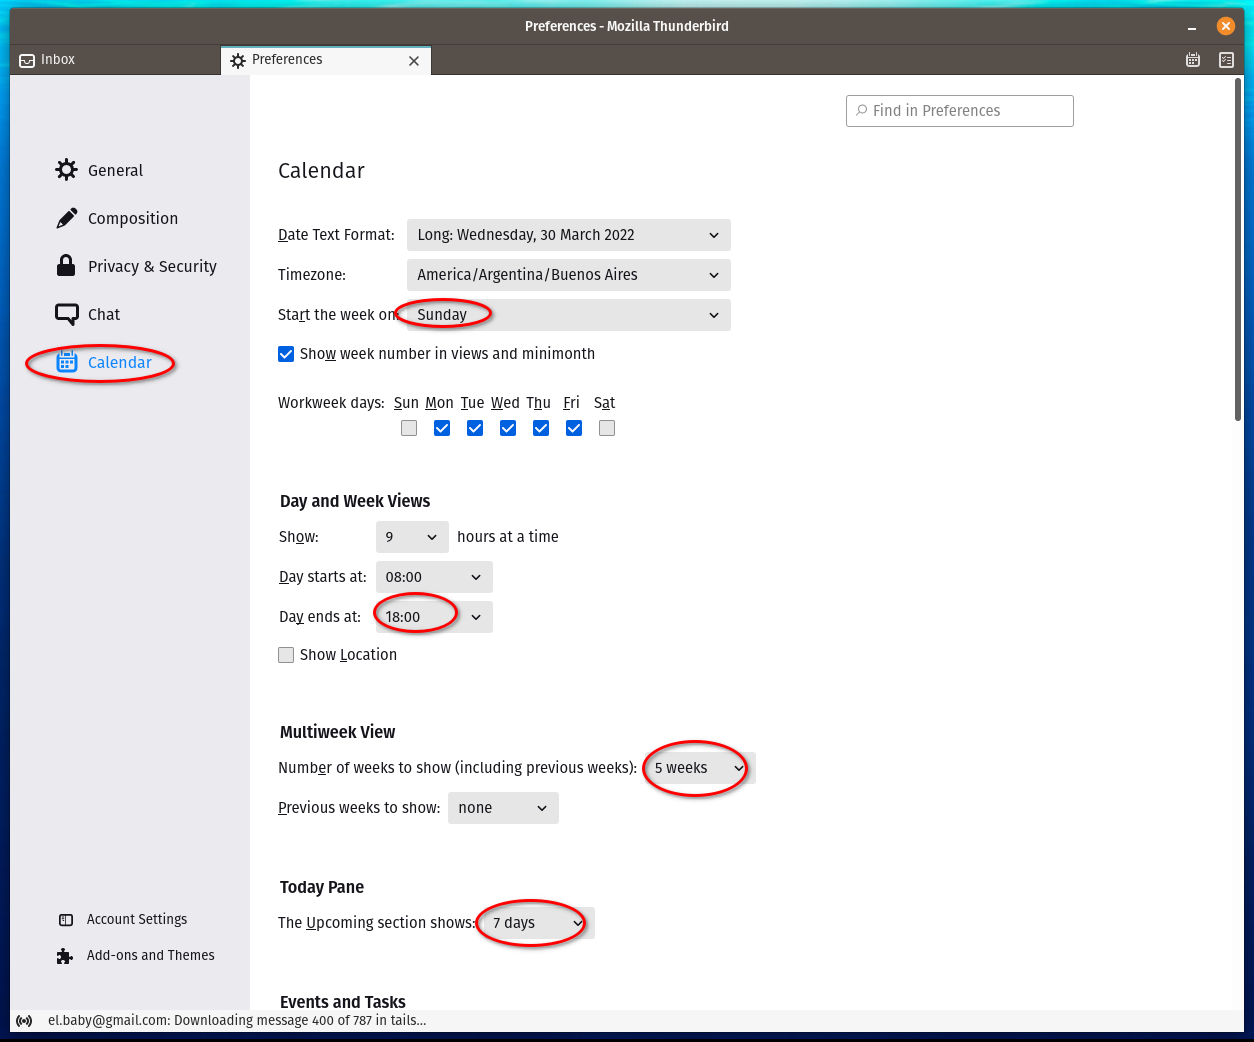 Preferences - Mozilla Thunderbird
Inbox
Preferences
Find in Preferences
General
Composition
Privacy & Security
Chat
Calendar
Calendar
Date Text Format: Long: Wednesday, 30 March 2022
Timezone: America/Argentina/Buenos Aires
Start the week on: Sunday
Show week number in views and minimonth
Workweek days: Sun Mon Tue Wed Thu Fri Sat
Day and Week Views
Show: 9 hours at a time
Day starts at: 08:00
Day ends at: 18:00
Show Location
Multiweek View
Number of weeks to show (including previous weeks): 5 weeks
Previous weeks to show: none
Today Pane
The Upcoming section shows: 7 days
Events and Tasks
Account Settings
Add-ons and Themes
el.baby@gmail.com: Downloading message 400 of 787 in tails...